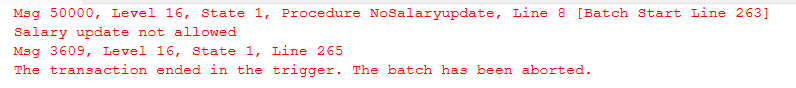 Msg 50000, Level 16, State 1, Procedure NoSalaryupdate, Line 8 [Batch Start Line 263]
Salary update not allowed
Msg 3609, Level 16, State 1, Line 265
The transaction ended in the trigger. The batch has been aborted.